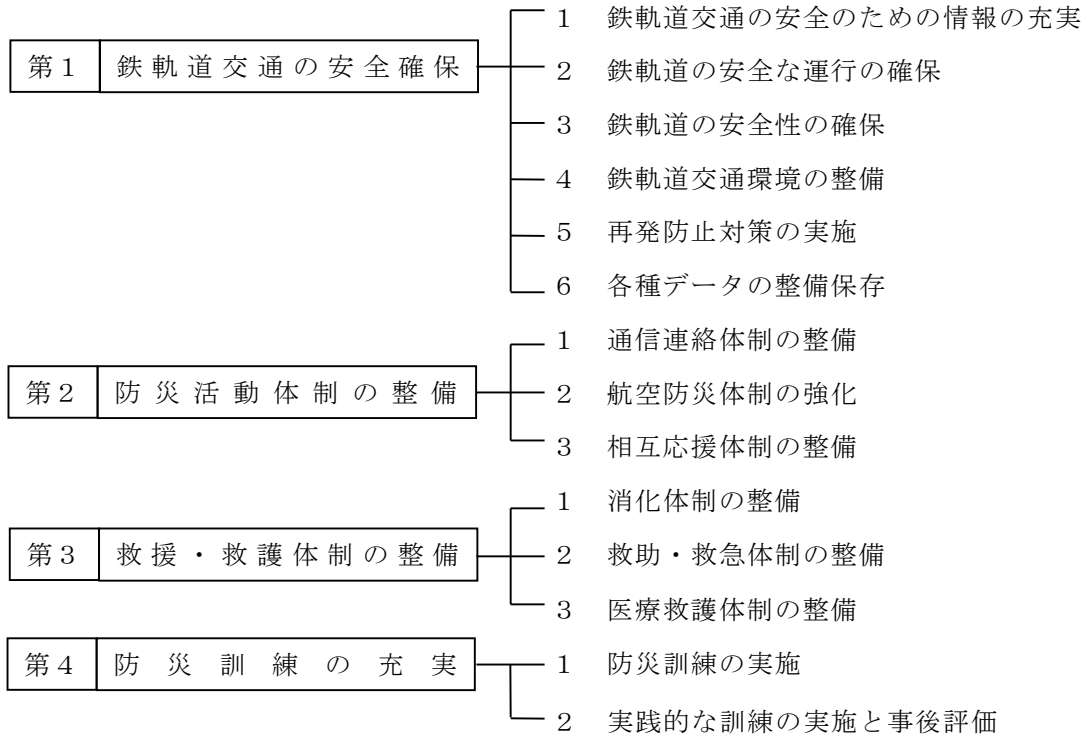 第１ 鉄軌道交通の安全確保
１ 鉄軌道交通の安全のための情報の充実
２ 鉄軌道の安全な運行の確保
３ 鉄軌道の安全性の確保
４ 鉄軌道交通環境の整備
５ 再発防止対策の実施
６ 各種データの整備保存
第２ 防災活動体制の整備
１ 通信連絡体制の整備
２ 航空防災体制の強化
３ 相互応援体制の整備
第３ 救援・救護体制の整備
１ 消化体制の整備
２ 救助・救急体制の整備
３ 医療救護体制の整備
第４ 防災訓練の充実
１ 防災訓練の実施
２ 実践的な訓練の実施と事後評価